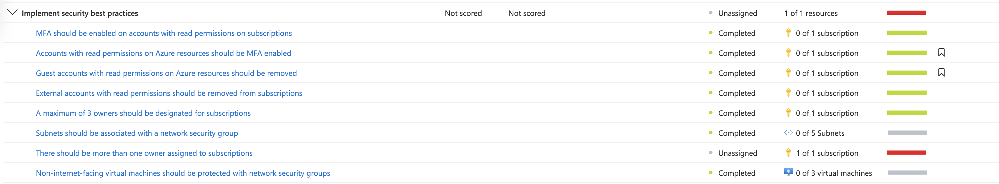 Implement security best practices Not scored Not scored Unassigned 1 of 1 resources
MFA should be enabled on accounts with read permissions on subscriptions Completed 0 of 1 subscription
Accounts with read permissions on Azure resources should be MFA enabled Completed 0 of 1 subscription
Guest accounts with read permissions on Azure resources should be removed Completed 0 of 1 subscription
External accounts with read permissions should be removed from subscriptions Completed 0 of 1 subscription
A maximum of 3 owners should be designated for subscriptions Completed 0 of 1 subscription
Subnets should be associated with a network security group Completed 0 of 5 Subnets
There should be more than one owner assigned to subscriptions Unassigned 1 of 1 subscription
Non-internet-facing virtual machines should be protected with network security groups Completed 0 of 3 virtual machines